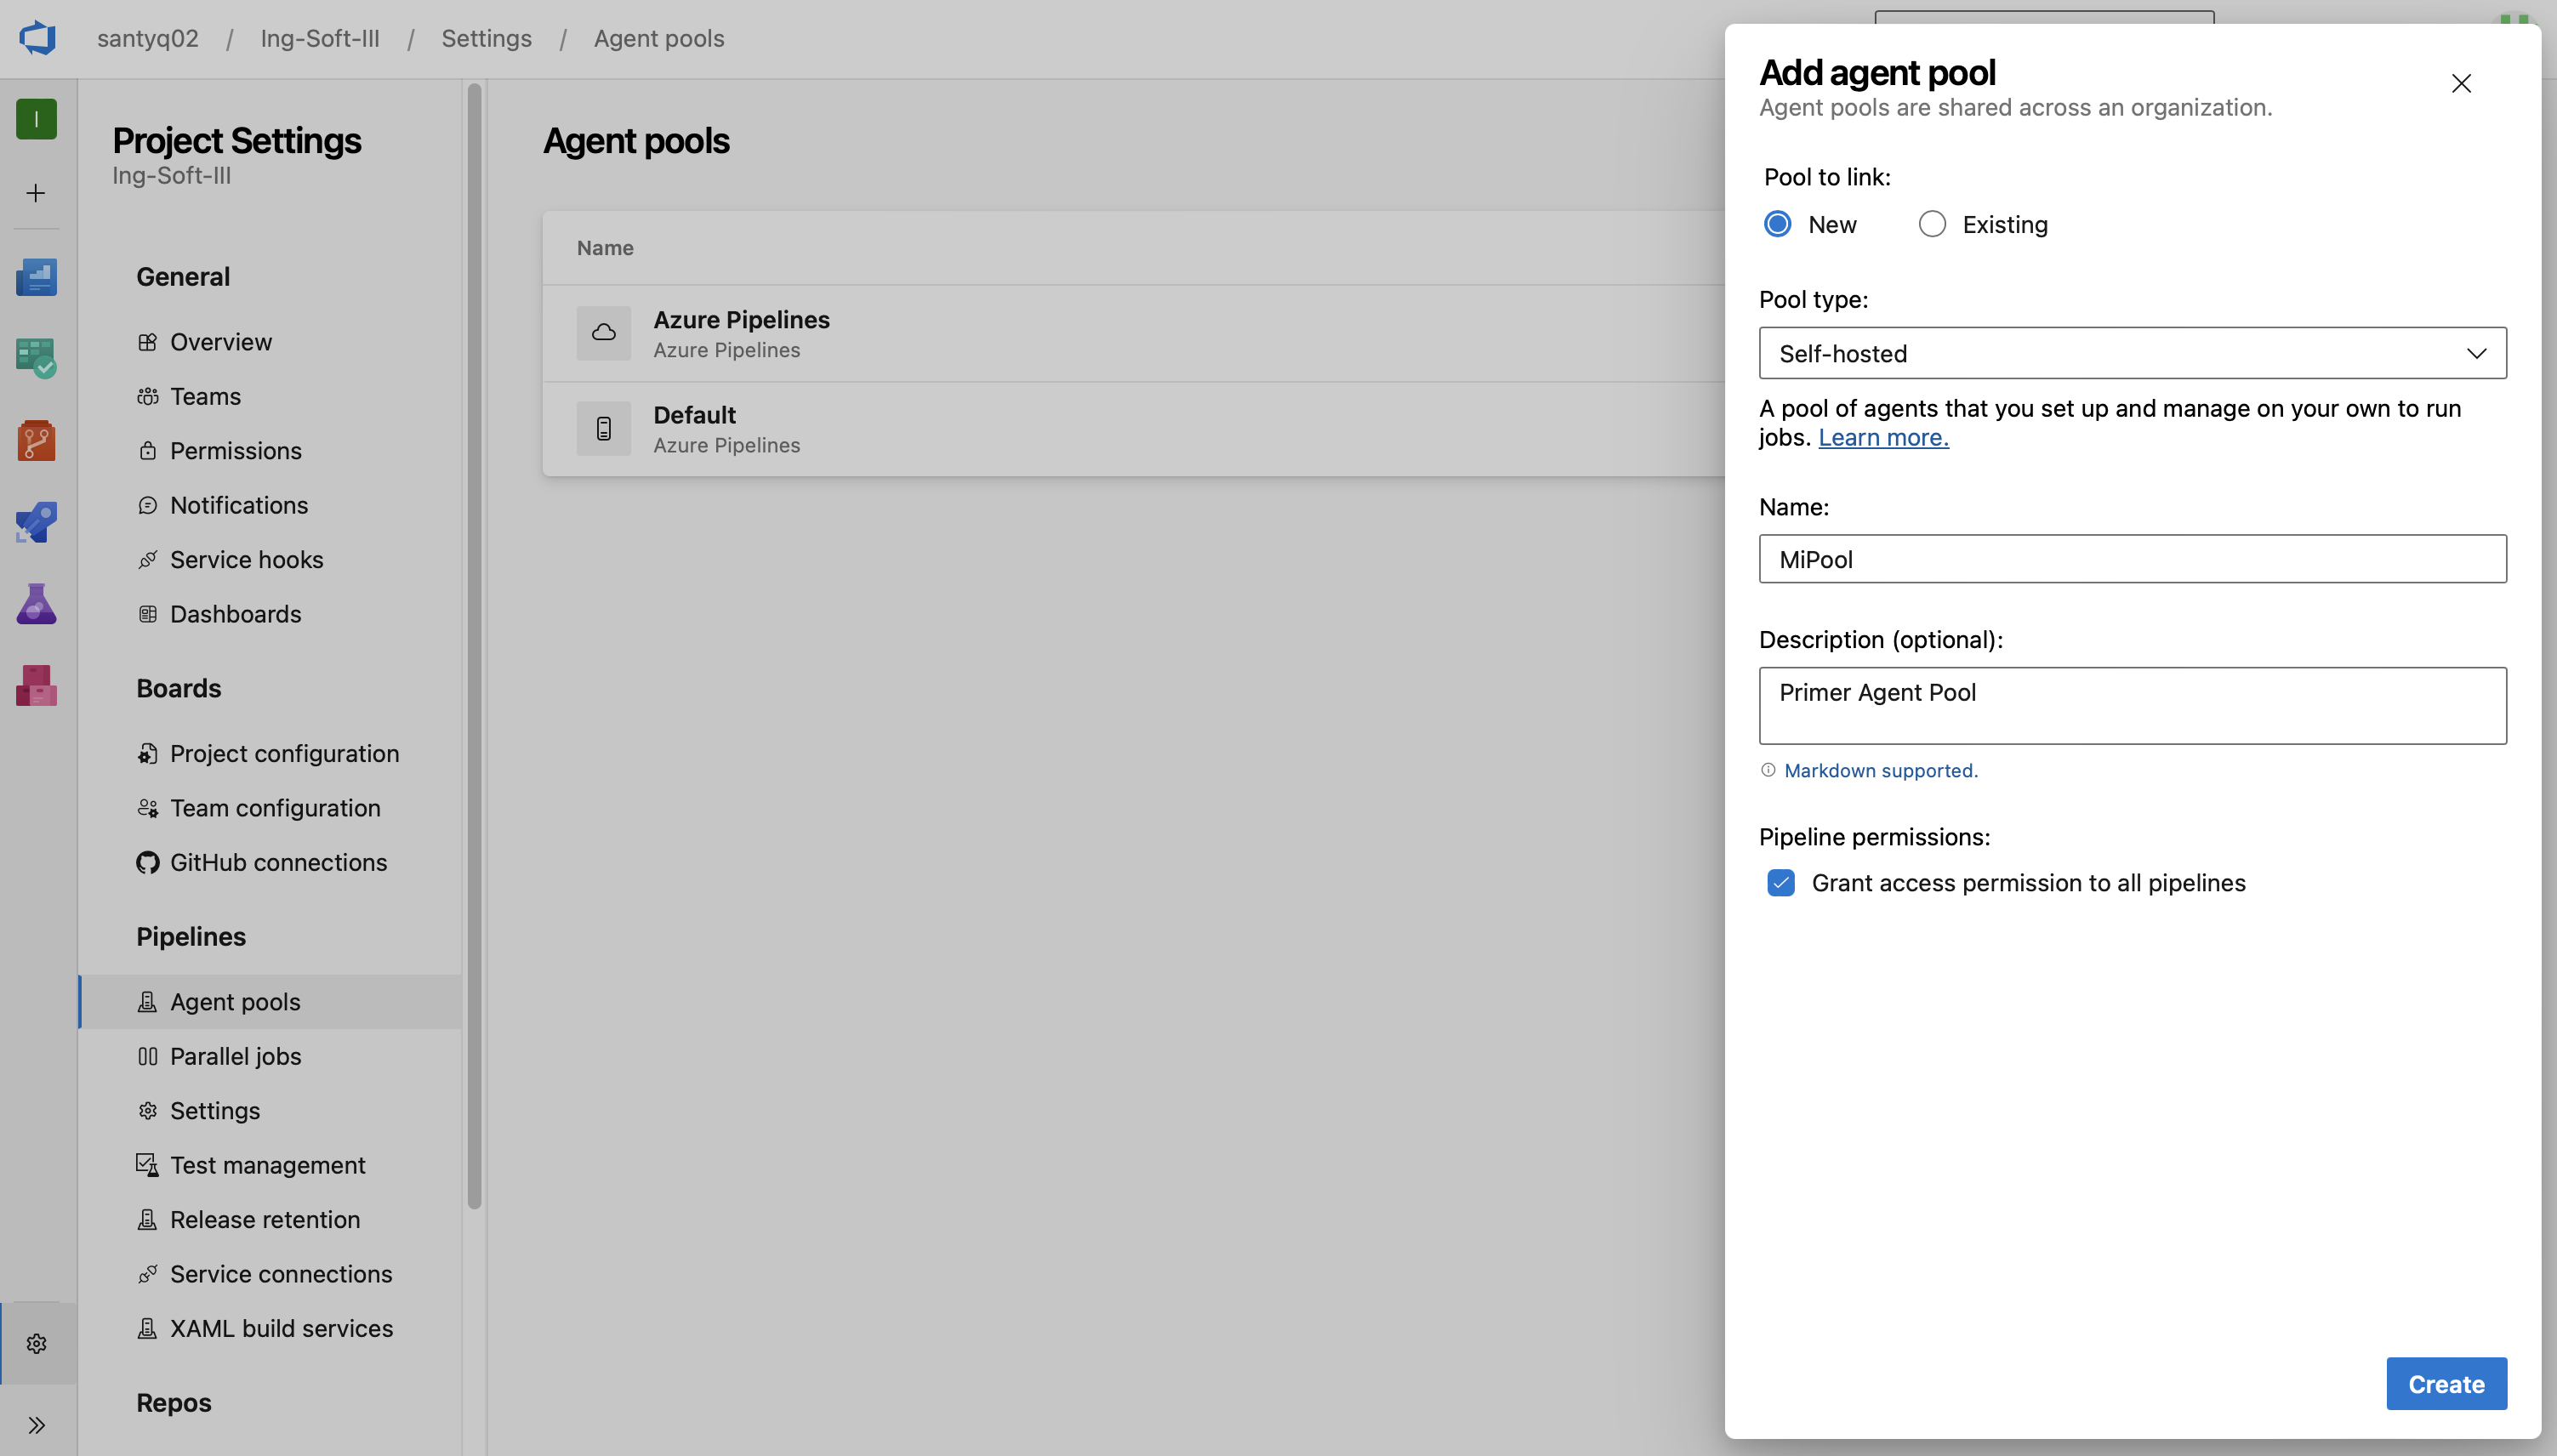 santyq02 / Ing-Soft-III / Settings / Agent pools
I
Project Settings
Ing-Soft-III
General
Overview
Teams
Permissions
Notifications
Service hooks
Dashboards
Boards
Project configuration
Team configuration
GitHub connections
Pipelines
Agent pools
Parallel jobs
Settings
Test management
Release retention
Service connections
XAML build services
Repos
Agent pools
Name
Azure Pipelines
Azure Pipelines
Default
Azure Pipelines
Add agent pool
Agent pools are shared across an organization.
Pool to link:
New Existing
Pool type:
Self-hosted
A pool of agents that you set up and manage on your own to run
jobs. Learn more.
Name:
MiPool
Description (optional):
Primer Agent Pool
Markdown supported.
Pipeline permissions:
Grant access permission to all pipelines
Create